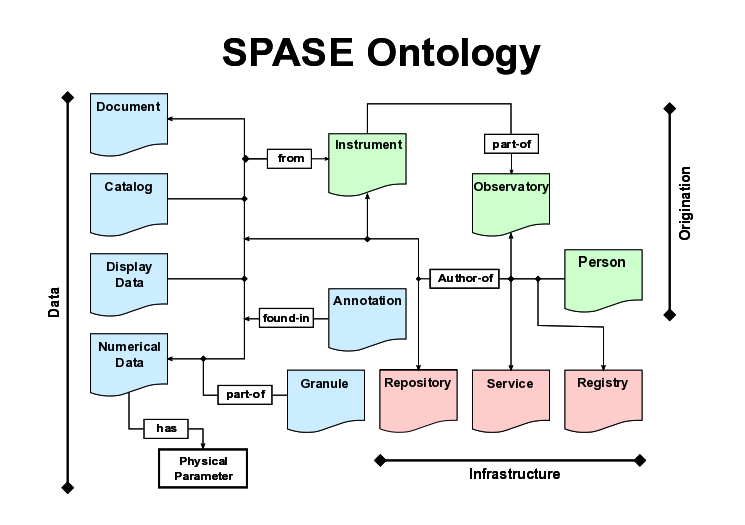 SPASE Ontology
Document
Instrument
part-of
from
Catalog
Observatory
Origination
Display
Data
Person
Author-of
Data
Annotation
found-in
Numerical
Data
Granule
Repository
Service
Registry
part-of
has
Physical
Parameter
Infrastructure